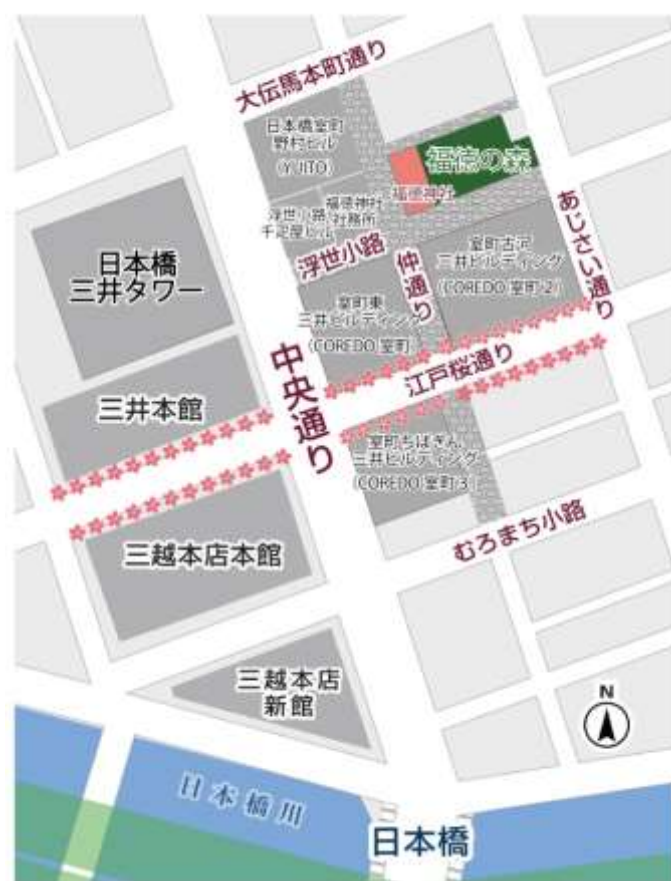 大伝馬本町通り
日本橋室町
野村ビル
(YUITO)
福徳の森
福徳神社
福徳神社
社務所
浮世小路
千疋屋ビル
浮世小路
仲通り
あじさい通り
室町古河
三井ビルディング
(COREDO 室町 2)
日本橋
三井タワー
室町東
三井ビルディング
(COREDO 室町
中央通り
江戸桜通り
三井本館
室町ちばぎん
三井ビルディング
(COREDO 室町 3)
三越本店本館
むろまち小路
三越本店
新館
N
日本橋川
日本橋